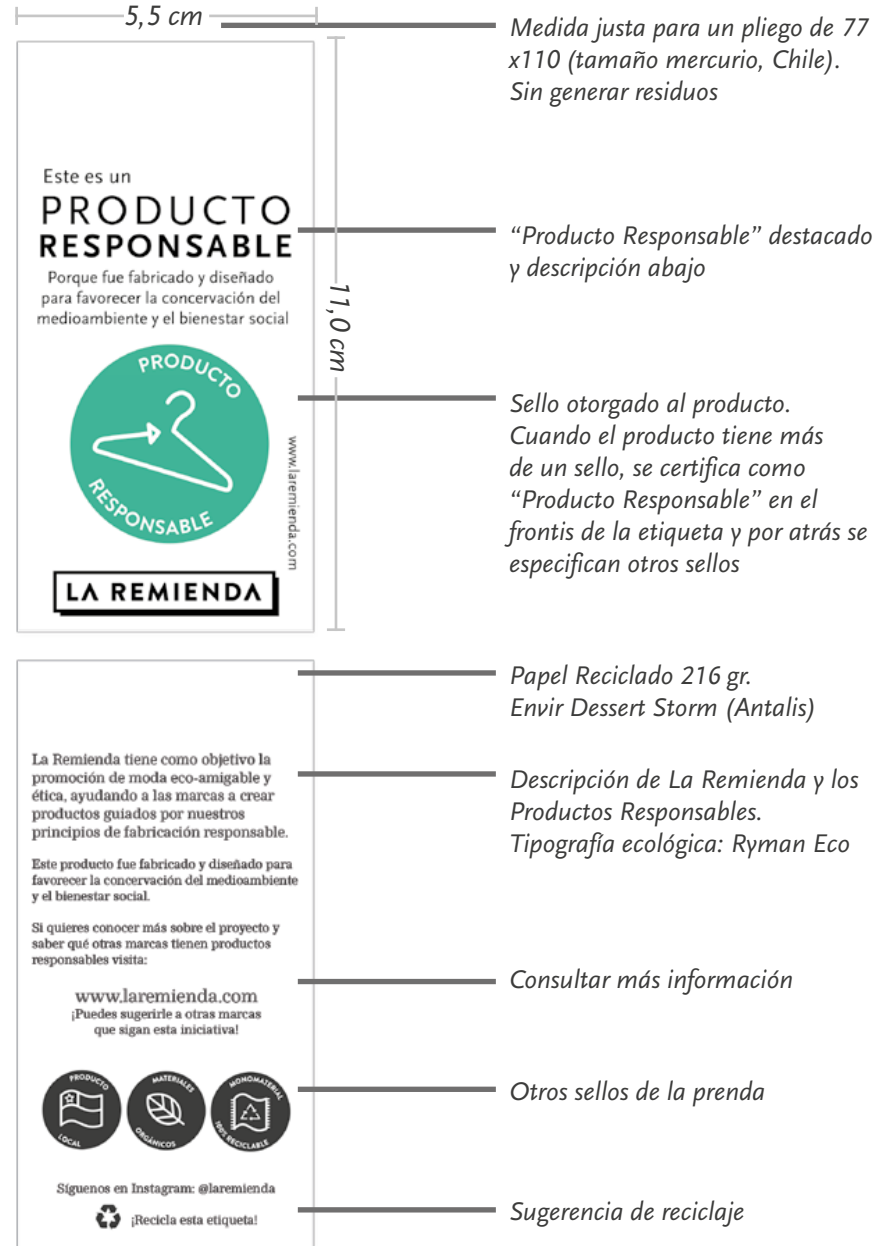 5,5 cm
Medida justa para un pliego de 77
x110 (tamaño mercurio, Chile).
Sin generar residuos
Este es un
PRODUCTO
RESPONSABLE
Porque fue fabricado y diseñado
para favorecer la concervación del
medioambiente y el bienestar social
11,0 cm
"Producto Responsable" destacado
y descripción abajo
PRODUCTO
RESPONSABLE
www.laremienda.com
LA REMIENDA
Sello otorgado al producto.
Cuando el producto tiene más
de un sello, se certifica como
"Producto Responsable" en el
frontis de la etiqueta y por atrás se
especifican otros sellos
Papel Reciclado 216 gr.
Envir Dessert Storm (Antalis)
La Remienda tiene como objetivo la
promoción de moda eco-amigable y
ética, ayudando a las marcas a crear
productos guiados por nuestros
principios de fabricación responsable.
Descripción de La Remienda y los
Productos Responsables.
Tipografía ecológica: Ryman Eco
Este producto fue fabricado y diseñado para
favorecer la concervación del medioambiente
y el bienestar social.
Si quieres conocer más sobre el proyecto y
saber qué otras marcas tienen productos
responsables visita:
www.laremienda.com
¡Puedes sugerirle a otras marcas
que sigan esta iniciativa!
Consultar más información
PRODUCTO
LOCAL
MATERIALES
ORGÁNICOS
MONOMATERIAL
100% RECICLABLE
Otros sellos de la prenda
Síguenos en Instagram: @laremienda
¡Recicla esta etiqueta!
Sugerencia de reciclaje